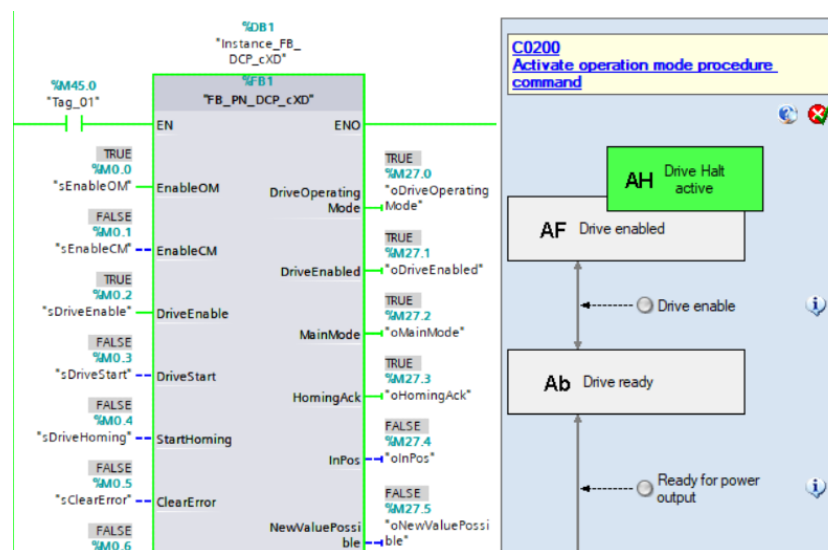 %DB1
"Instance_FB_
DCP_cXD"
%M45.0
"Tag_01"
%FB1
"FB_PN_DCP_cXD"
EN
ENO
TRUE
%M0.0
"sEnableOM"
EnableOM
FALSE
%M0.1
"sEnableCM"
EnableCM
TRUE
%M0.2
"sDriveEnable"
DriveEnable
FALSE
%M0.3
"sDriveStart"
DriveStart
FALSE
%M0.4
"sDriveHoming"
StartHoming
FALSE
%M0.5
"sClearError"
ClearError
FALSE
%M0.6
DriveOperating
Mode
TRUE
%M27.0
"oDriveOperating
Mode"
DriveEnabled
TRUE
%M27.1
"oDriveEnabled"
MainMode
TRUE
%M27.2
"oMainMode"
HomingAck
TRUE
%M27.3
"oHomingAck"
InPos
FALSE
%M27.4
"oInPos"
NewValuePossi
ble
FALSE
%M27.5
"oNewValuePossi
ble"
C0200
Activate operation mode procedure
command
AH Drive Halt
active
AF Drive enabled
Drive enable
Ab Drive ready
Ready for power
output